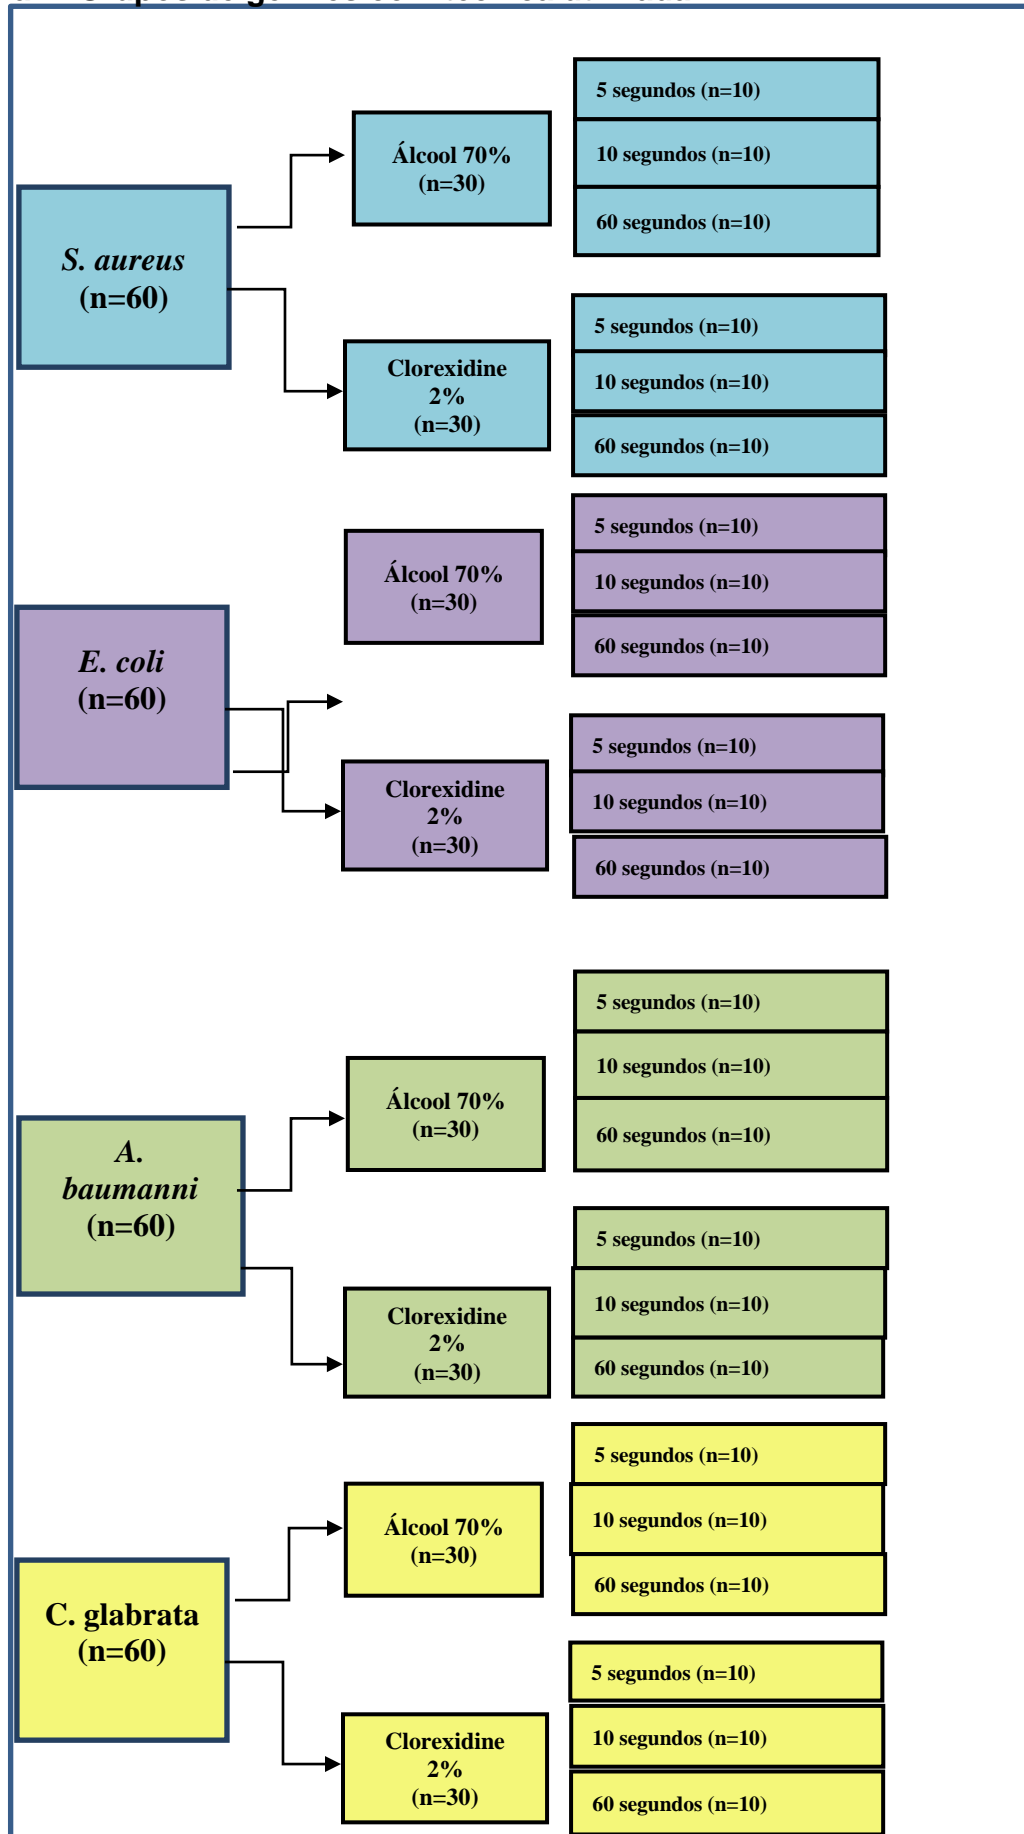 5 segundos (n=10)
Álcool 70%
(n=30)
10 segundos (n=10)
60 segundos (n=10)
S. aureus
(n=60)
5 segundos (n=10)
Clorexidine
2%
(n=30)
10 segundos (n=10)
60 segundos (n=10)
5 segundos (n=10)
Álcool 70%
(n=30)
10 segundos (n=10)
60 segundos (n=10)
E. coli
(n=60)
5 segundos (n=10)
Clorexidine
2%
(n=30)
10 segundos (n=10)
60 segundos (n=10)
5 segundos (n=10)
Álcool 70%
(n=30)
10 segundos (n=10)
60 segundos (n=10)
A.
baumanni
(n=60)
5 segundos (n=10)
Clorexidine
2%
(n=30)
10 segundos (n=10)
60 segundos (n=10)
5 segundos (n=10)
Álcool 70%
(n=30)
10 segundos (n=10)
60 segundos (n=10)
C. glabrata
(n=60)
5 segundos (n=10)
Clorexidine
2%
(n=30)
10 segundos (n=10)
60 segundos (n=10)